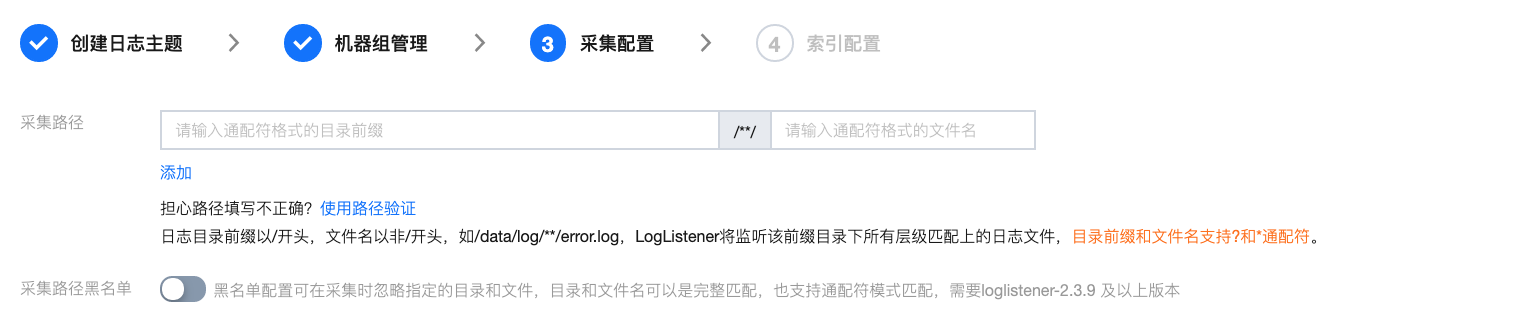 创建日志主题 机器组管理 3 采集配置 4 索引配置
采集路径 请输入通配符格式的目录前缀 /**/ 请输入通配符格式的文件名
添加
担心路径填写不正确？使用路径验证
日志目录前缀以/开头，文件名以非/开头，如/data/log/**/error.log，LogListener将监听该前缀目录下所有层级匹配上的日志文件，目录前缀和文件名支持?和*通配符。
采集路径黑名单 黑名单配置可在采集时忽略指定的目录和文件，目录和文件名可以是完整匹配，也支持通配符模式匹配，需要loglistener-2.3.9 及以上版本